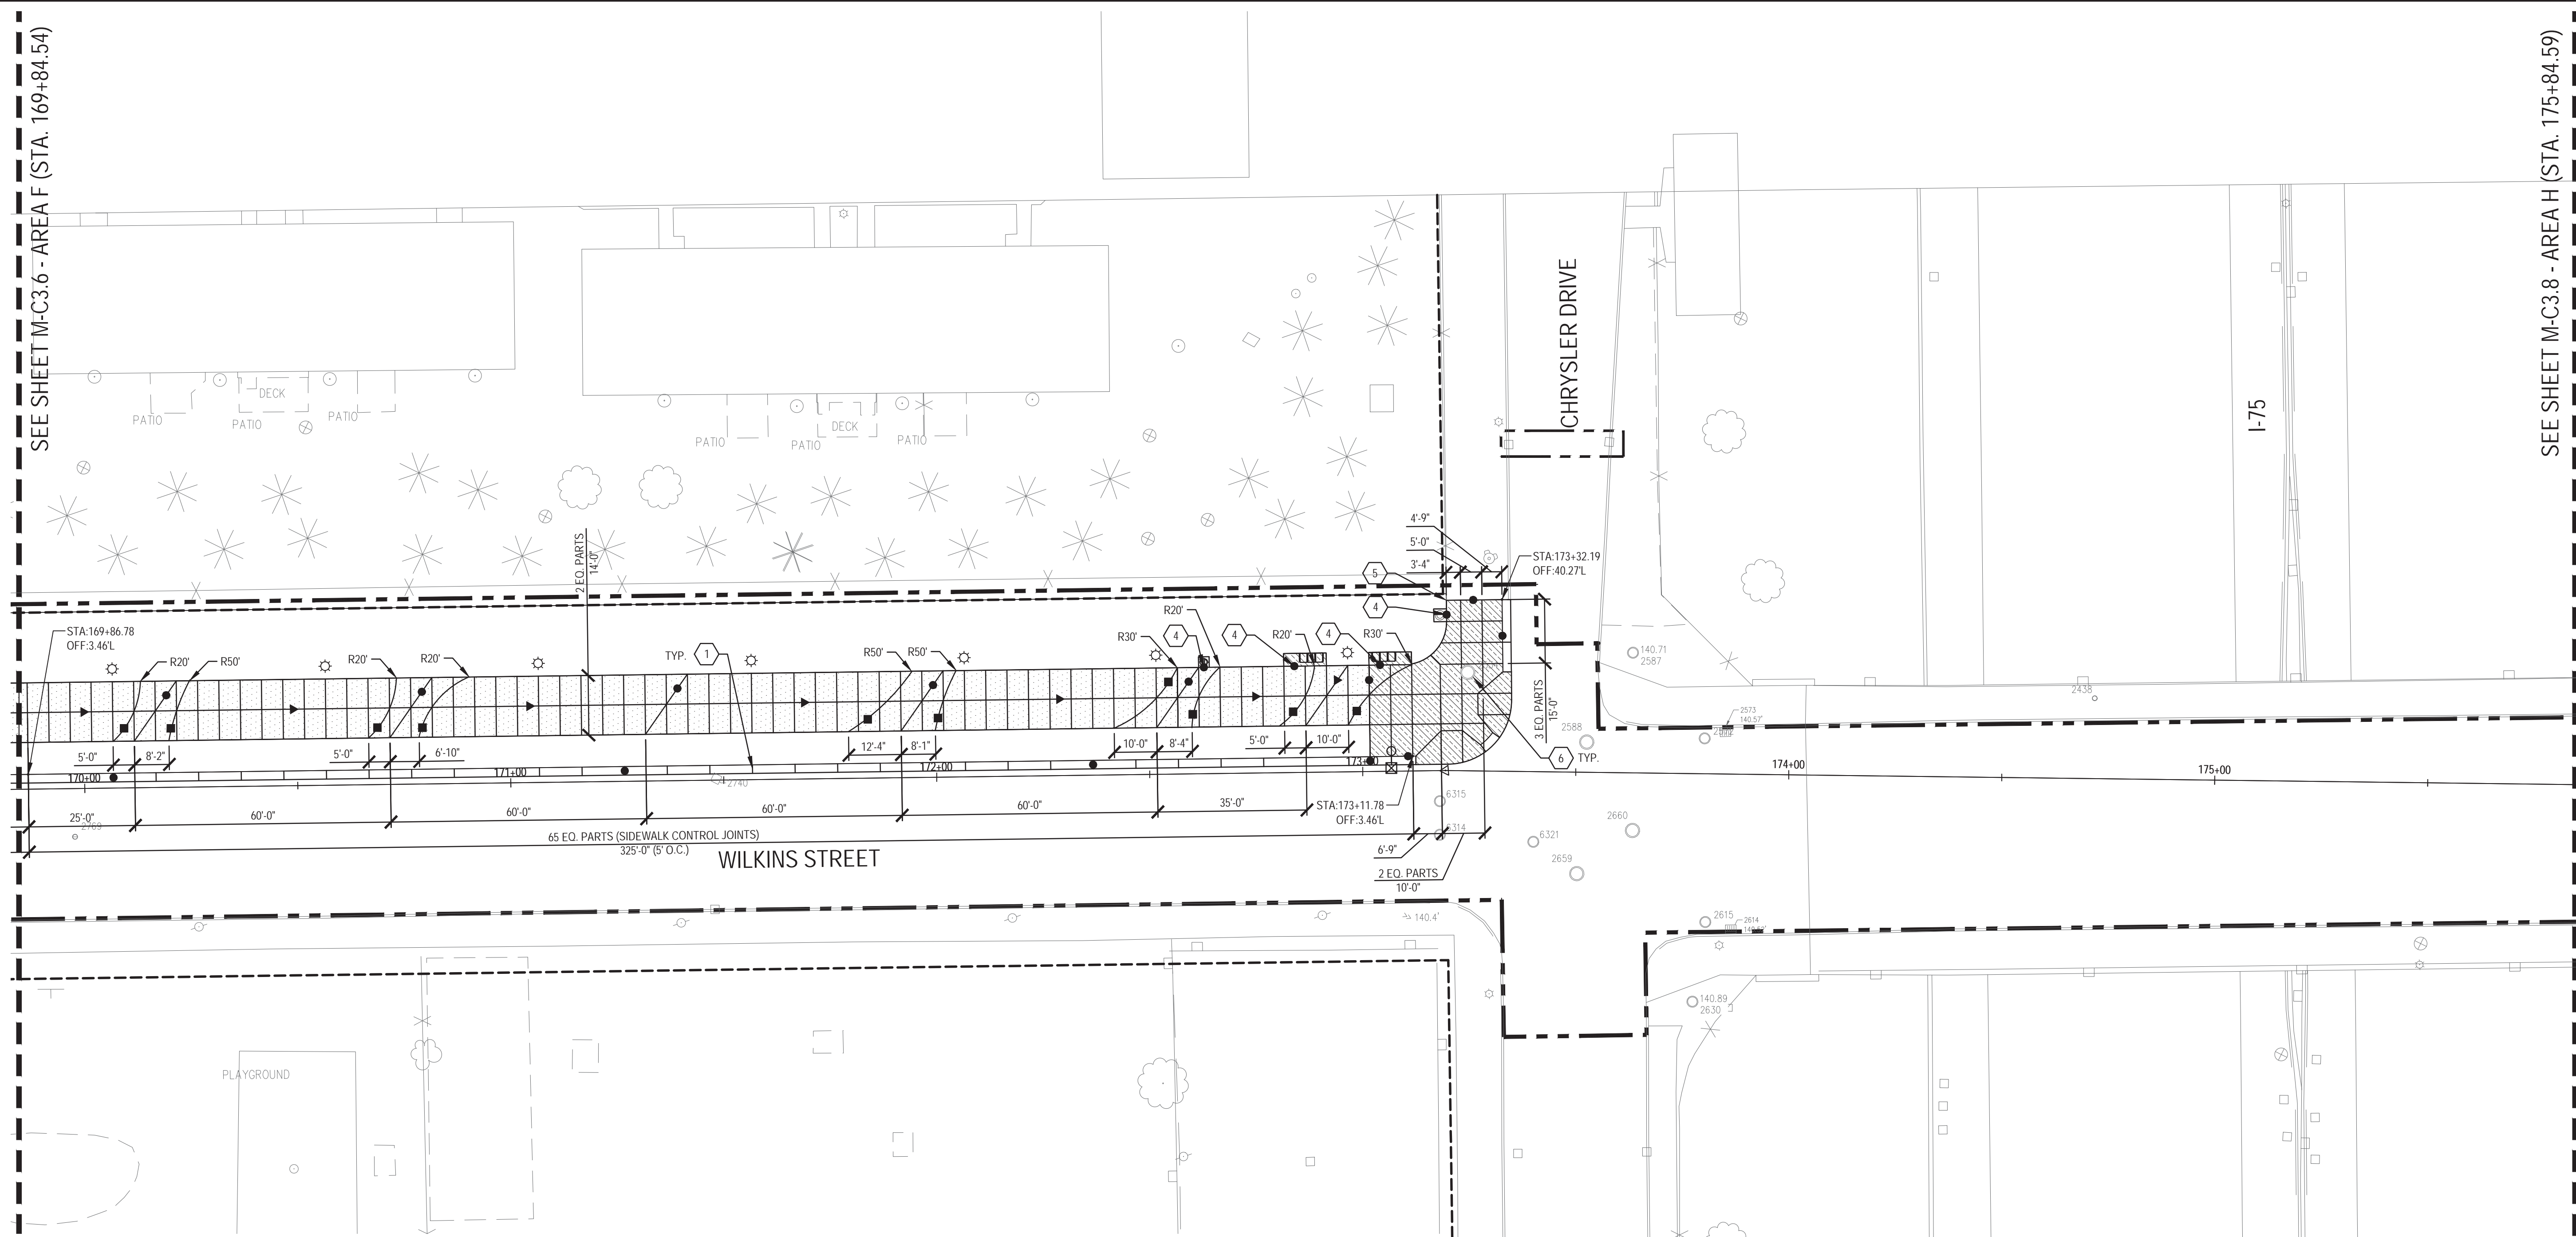 SEE SHEET M-C3.6 - AREA F (STA. 169+84.54)
SEE SHEET M-C3.8 - AREA H (STA. 175+84.59)
CHRYSLER DRIVE
I-75
DECK
PATIO
PATIO
PATIO
DECK
PATIO
PATIO
PATIO
2 EQ. PARTS
14'-0"
4'-9"
5'-0"
3'-4"
STA:173+32.19
OFF:40.27'L
5
4
STA:169+86.78
OFF:3.46'L
R20'
R50'
R20'
R20'
TYP.
1
R50'
R50'
R30'
4
R20'
4
R20'
4
R30'
140.71
2587
2438
2573
140.57'
2588
3 EQ. PARTS
15'-0"
6
TYP.
5'-0"
8'-2"
5'-0"
6'-10"
12'-4"
8'-1"
10'-0"
8'-4"
5'-0"
10'-0"
170+00
171+00
172+00
173+00
174+00
175+00
2740
2769
25'-0"
60'-0"
60'-0"
60'-0"
60'-0"
35'-0"
STA:173+11.78
OFF:3.46'L
6315
6314
6321
2660
2659
65 EQ. PARTS (SIDEWALK CONTROL JOINTS)
325'-0" (5' O.C.)
WILKINS STREET
6'-9"
2 EQ. PARTS
10'-0"
140.4'
2615
2614
140.89
2630
PLAYGROUND